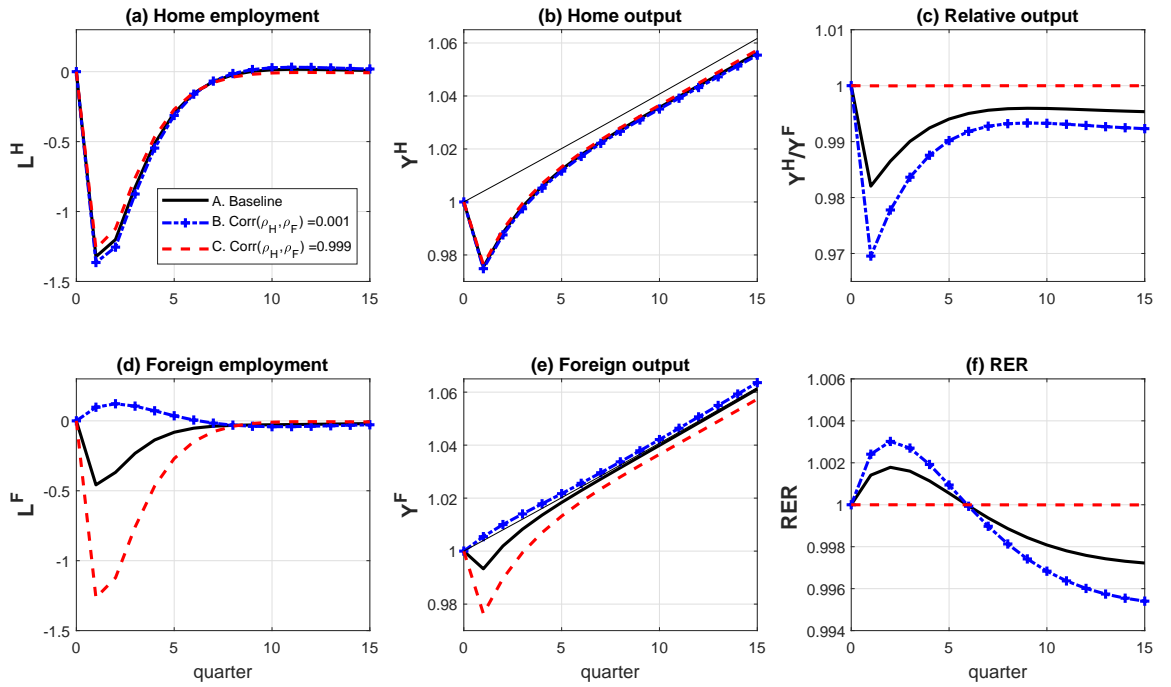 (a) Home employment
0
-0.5
-1
-1.5
L^H
0 5 10 15
A. Baseline
B. Corr(ρ_H,ρ_F) =0.001
C. Corr(ρ_H,ρ_F) =0.999
(b) Home output
1.06
1.04
1.02
1
0.98
Y^H
0 5 10 15
(c) Relative output
1.01
1
0.99
0.98
0.97
Y^H/Y^F
0 5 10 15
(d) Foreign employment
0
-0.5
-1
-1.5
L^F
0 5 10 15
quarter
(e) Foreign output
1.06
1.04
1.02
1
0.98
Y^F
0 5 10 15
quarter
(f) RER
1.006
1.004
1.002
1
0.998
0.996
0.994
RER
0 5 10 15
quarter